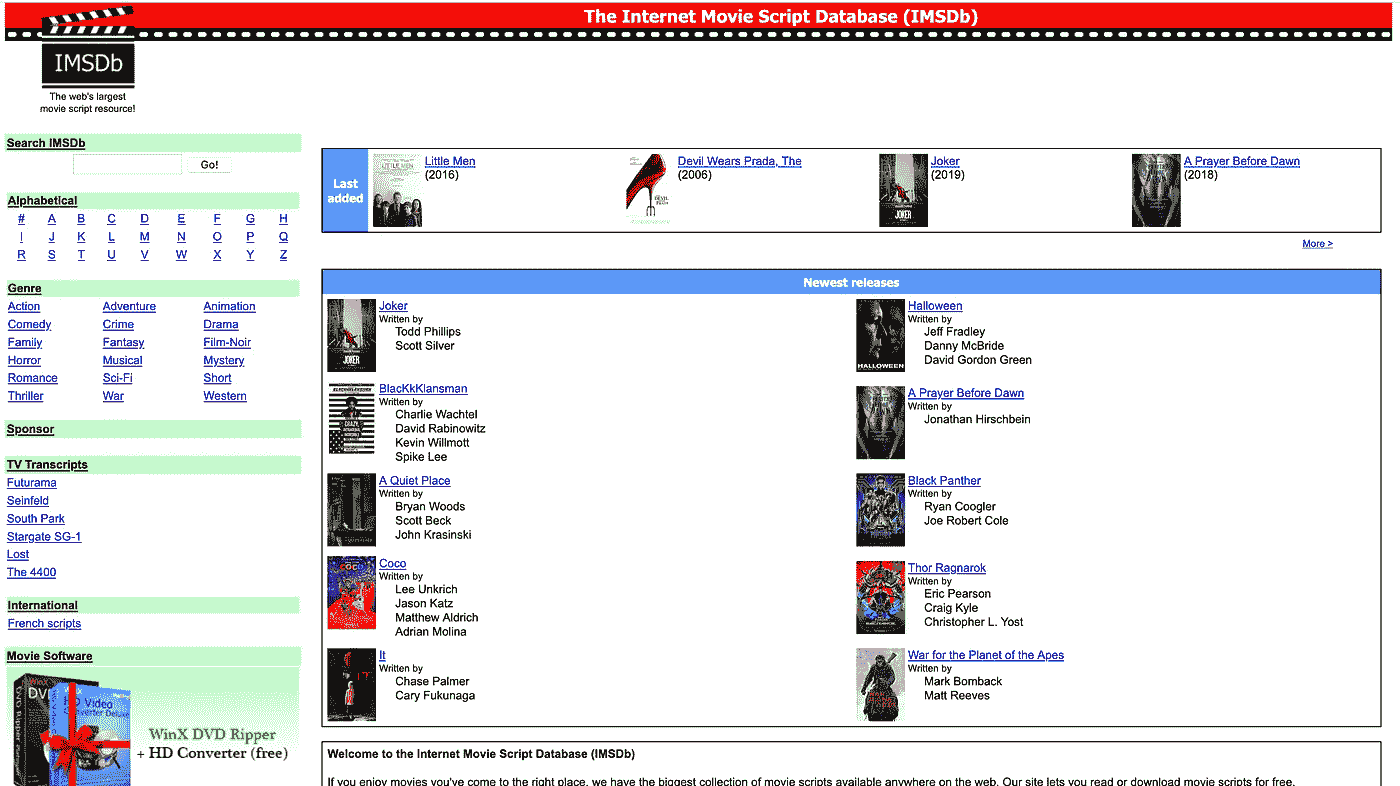 The Internet Movie Script Database (IMSDb)
IMSDb
The web's largest
movie script resource!
Search IMSDb
Go!
Alphabetical
# A B C D E F G H
I J K L M N O P Q
R S T U V W X Y Z
Genre
Action Adventure Animation
Comedy Crime Drama
Family Fantasy Film-Noir
Horror Musical Mystery
Romance Sci-Fi Short
Thriller War Western
Sponsor
TV Transcripts
Futurama
Seinfeld
South Park
Stargate SG-1
Lost
The 4400
International
French scripts
Movie Software
WinX DVD Ripper
+ HD Converter (free)
Last
added
Little Men
(2016)
Devil Wears Prada, The
(2006)
Joker
(2019)
JOKER
A Prayer Before Dawn
(2018)
More >
Newest releases
Joker
Written by
Todd Phillips
Scott Silver
JOKER
Halloween
Written by
Jeff Fradley
Danny McBride
David Gordon Green
HALLOWEEN
BlacKkKlansman
Written by
Charlie Wachtel
David Rabinowitz
Kevin Willmott
Spike Lee
A Prayer Before Dawn
Written by
Jonathan Hirschbein
A Quiet Place
Written by
Bryan Woods
Scott Beck
John Krasinski
Black Panther
Written by
Ryan Coogler
Joe Robert Cole
Coco
Written by
Lee Unkrich
Jason Katz
Matthew Aldrich
Adrian Molina
COCO
Thor Ragnarok
Written by
Eric Pearson
Craig Kyle
Christopher L. Yost
It
Written by
Chase Palmer
Cary Fukunaga
War for the Planet of the Apes
Written by
Mark Bomback
Matt Reeves
Welcome to the Internet Movie Script Database (IMSDb)
If you enjoy movies you've come to the right place, we have the biggest collection of movie scripts available anywhere on the web. Our site lets you read or download movie scripts for free.